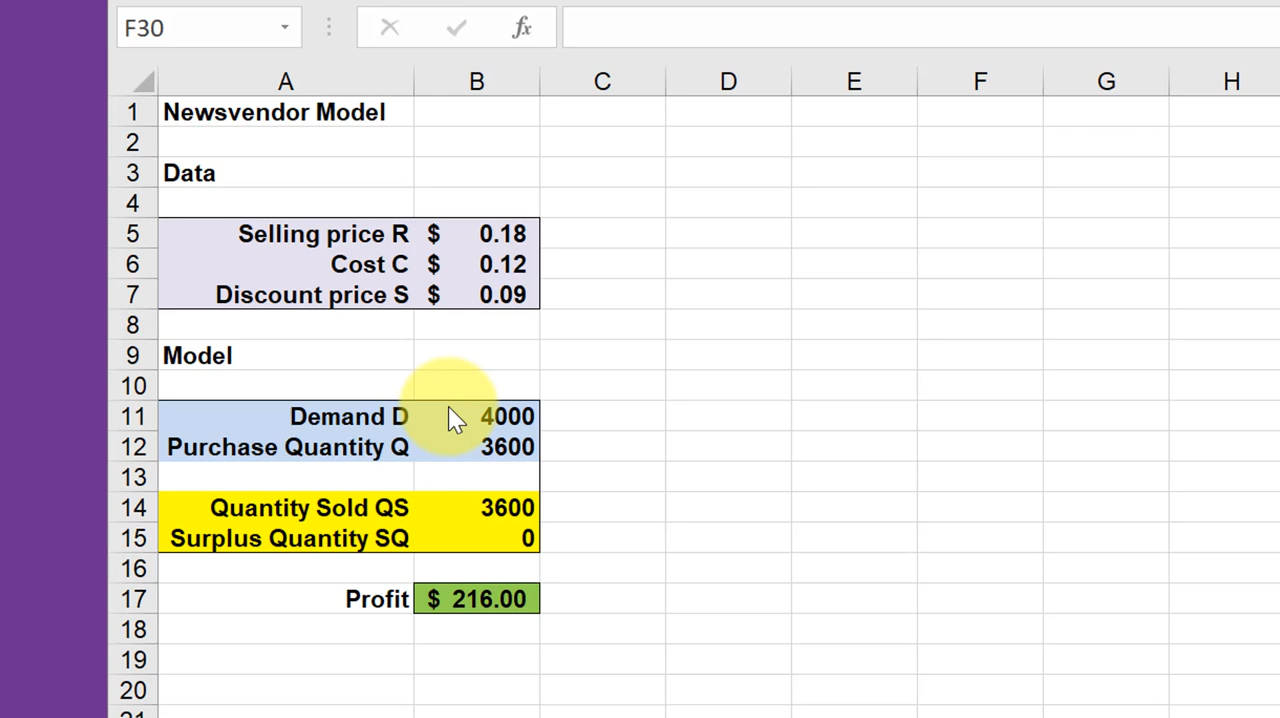 F30 fx
A B C D E F G H
1 Newsvendor Model
2
3 Data
4
5 Selling price R $ 0.18
6 Cost C $ 0.12
7 Discount price S $ 0.09
8
9 Model
10
11 Demand D 4000
12 Purchase Quantity Q 3600
13
14 Quantity Sold QS 3600
15 Surplus Quantity SQ 0
16
17 Profit $ 216.00
18
19
20
21